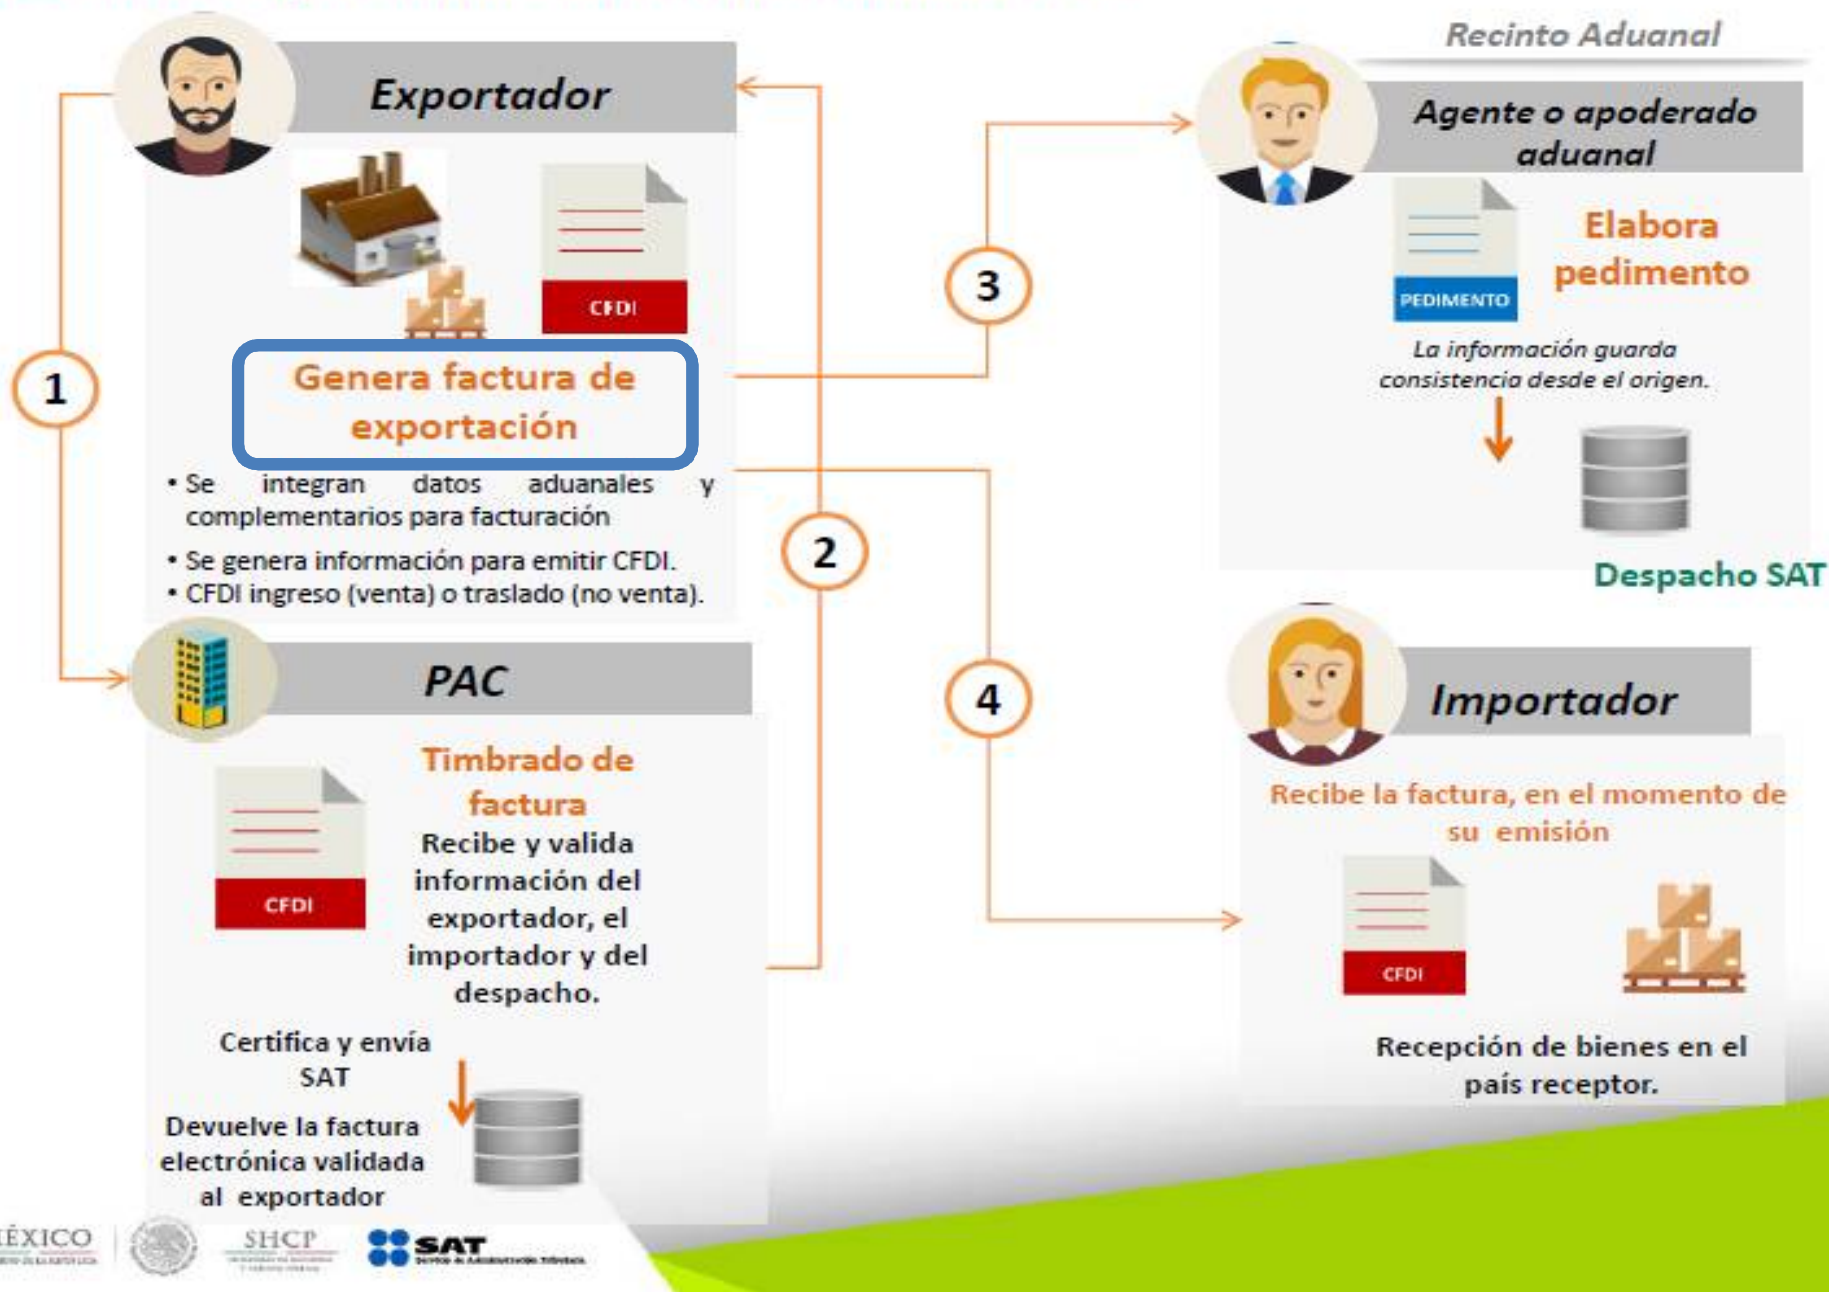 Exportador
CFDI
Genera factura de
exportación
• Se integran datos aduanales y
complementarios para facturación
• Se genera información para emitir CFDI.
• CFDI ingreso (venta) o traslado (no venta).
1
PAC
Timbrado de
factura
CFDI
Recibe y valida
información del
exportador, el
importador y del
despacho.
Certifica y envía
SAT
Devuelve la factura
electrónica validada
al exportador
2
3
4
Recinto Aduanal
Agente o apoderado
aduanal
PEDIMENTO
Elabora
pedimento
La información guarda
consistencia desde el origen.
Despacho SAT
Importador
Recibe la factura, en el momento de
su emisión
CFDI
Recepción de bienes en el
país receptor.
SHCP
SAT
Servicio de Administración Tributaria